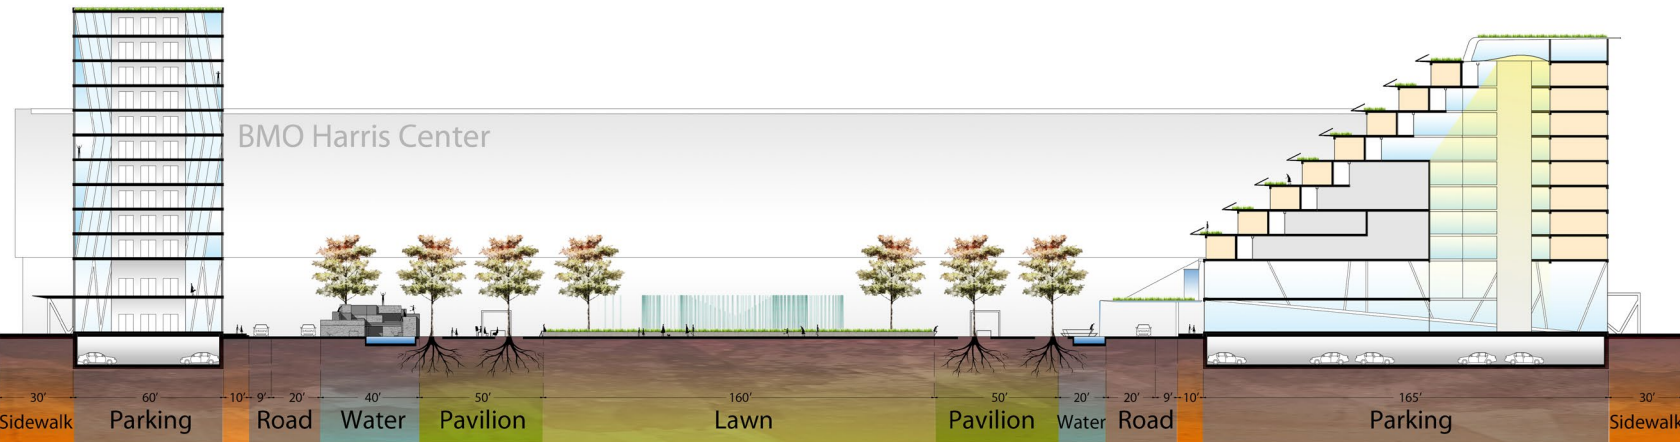 BMO Harris Center
30' 60' 10' 9' 20' 40' 50' 160' 50' 20' 20' 9' 10' 165' 30'
Sidewalk Parking Road Water Pavilion Lawn Pavilion Water Road Parking Sidewalk